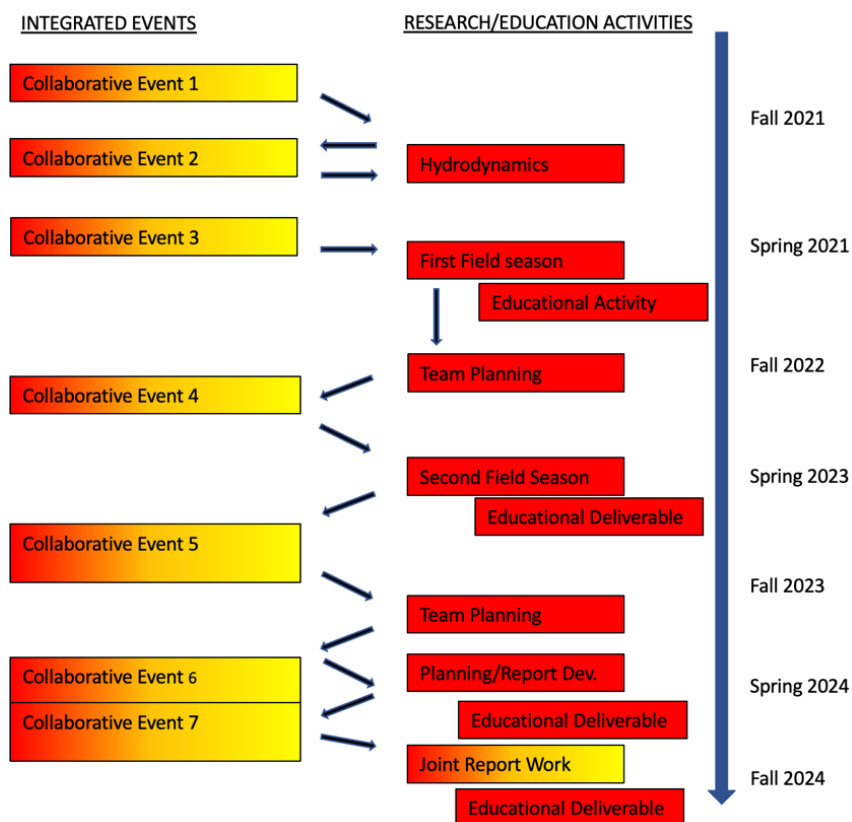 INTEGRATED EVENTS
RESEARCH/EDUCATION ACTIVITIES
Collaborative Event 1
Fall 2021
Collaborative Event 2
Hydrodynamics
Collaborative Event 3
Spring 2021
First Field season
Educational Activity
Fall 2022
Team Planning
Collaborative Event 4
Second Field Season
Spring 2023
Educational Deliverable
Collaborative Event 5
Fall 2023
Team Planning
Collaborative Event 6
Planning/Report Dev.
Spring 2024
Collaborative Event 7
Educational Deliverable
Joint Report Work
Fall 2024
Educational Deliverable